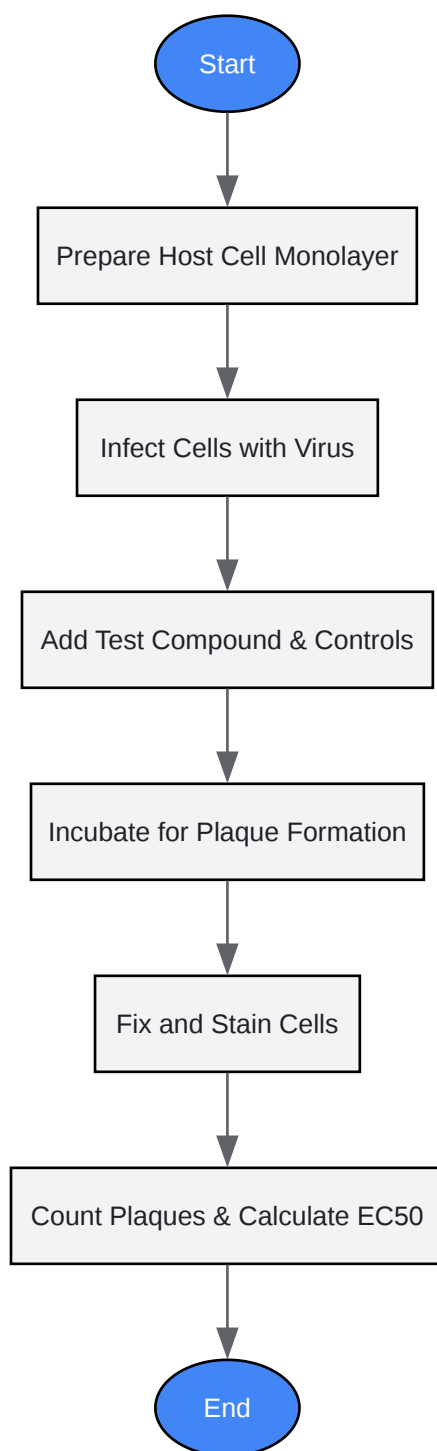 Start
Prepare Host Cell Monolayer
Infect Cells with Virus
Add Test Compound & Controls
Incubate for Plaque Formation
Fix and Stain Cells
Count Plaques & Calculate EC50
End